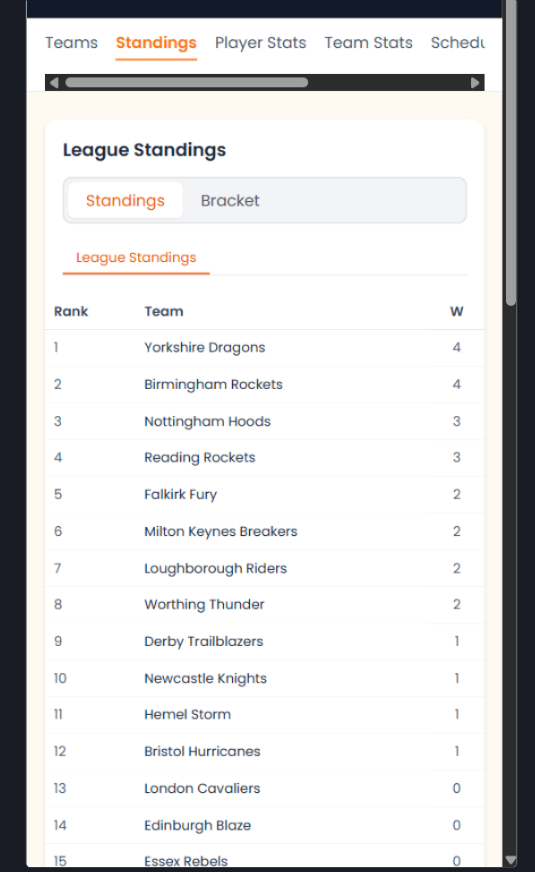 Teams Standings Player Stats Team Stats Schedu
League Standings
Standings Bracket
League Standings
Rank Team W
1 Yorkshire Dragons 4
2 Birmingham Rockets 4
3 Nottingham Hoods 3
4 Reading Rockets 3
5 Falkirk Fury 2
6 Milton Keynes Breakers 2
7 Loughborough Riders 2
8 Worthing Thunder 2
9 Derby Trailblazers 1
10 Newcastle Knights 1
11 Hemel Storm 1
12 Bristol Hurricanes 1
13 London Cavaliers 0
14 Edinburgh Blaze 0
15 Essex Rebels 0